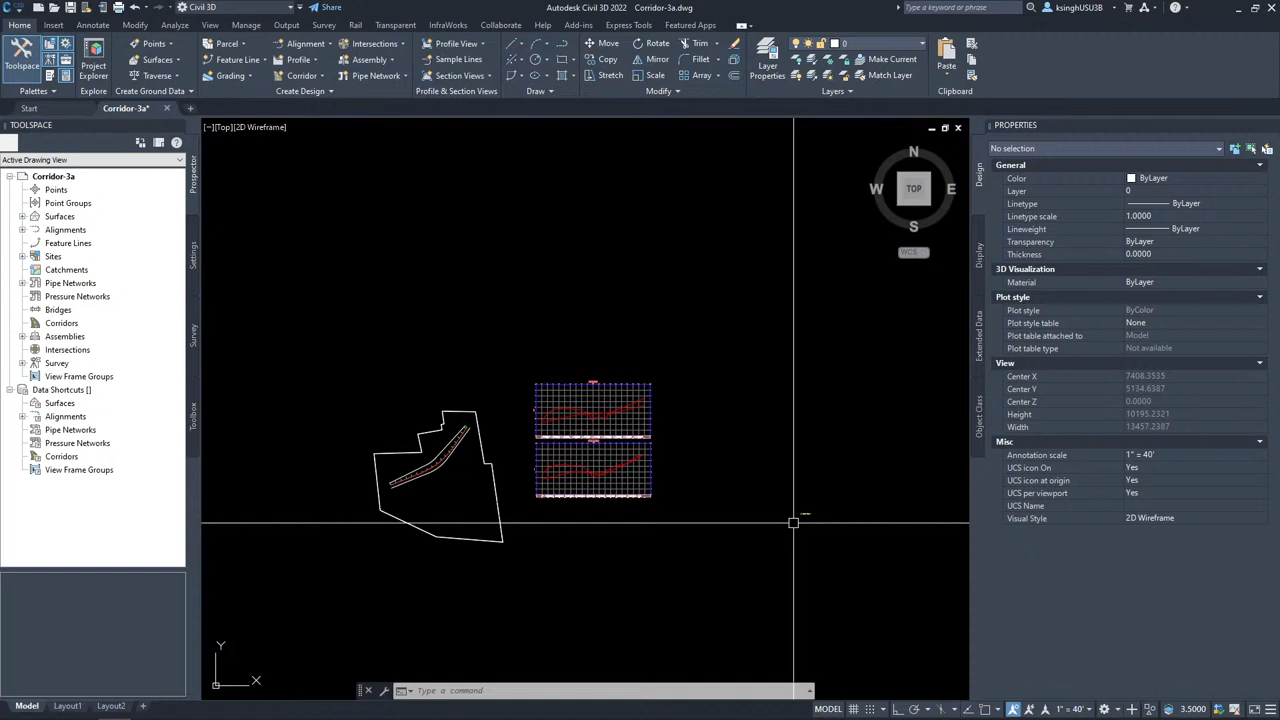 Civil 3D
Share
Autodesk Civil 3D 2022 Corridor-3a.dwg
Type a keyword or phrase
ksinghUSU3B
Home Insert Annotate Modify Analyze View Manage Output Survey Rail Transparent InfraWorks Collaborate Help Add-ins Express Tools Featured Apps
Toolspace
Project Explorer
Points
Surfaces
Traverse
Parcel
Feature Line
Grading
Alignment
Profile
Corridor
Intersections
Assembly
Pipe Network
Profile View
Sample Lines
Section Views
Move
Copy
Stretch
Rotate
Mirror
Scale
Trim
Fillet
Array
Layer Properties
0
Make Current
Match Layer
Paste
Palettes Explore Create Ground Data Create Design Profile & Section Views Draw Modify Layers Clipboard
Start Corridor-3a*
TOOLSPACE
Active Drawing View
Corridor-3a
Points
Point Groups
Surfaces
Alignments
Feature Lines
Sites
Catchments
Pipe Networks
Pressure Networks
Bridges
Corridors
Assemblies
Intersections
Survey
View Frame Groups
Data Shortcuts []
Surfaces
Alignments
Pipe Networks
Pressure Networks
Corridors
View Frame Groups
Prospector
Settings
Survey
Toolbox
[−][Top][2D Wireframe]
N
W TOP E
S
WCS
Y
X
Type a command
PROPERTIES
No selection
Design
Display
Extended Data
Object Class
General
Color ByLayer
Layer 0
Linetype ByLayer
Linetype scale 1.0000
Lineweight ByLayer
Transparency ByLayer
Thickness 0.0000
3D Visualization
Material ByLayer
Plot style
Plot style ByColor
Plot style table None
Plot table attached to Model
Plot table type Not available
View
Center X 7408.3535
Center Y 5134.6387
Center Z 0.0000
Height 10195.2321
Width 13457.2387
Misc
Annotation scale 1" = 40'
UCS icon On Yes
UCS icon at origin Yes
UCS per viewport Yes
UCS Name
Visual Style 2D Wireframe
Model Layout1 Layout2
MODEL
1" = 40'
3.5000